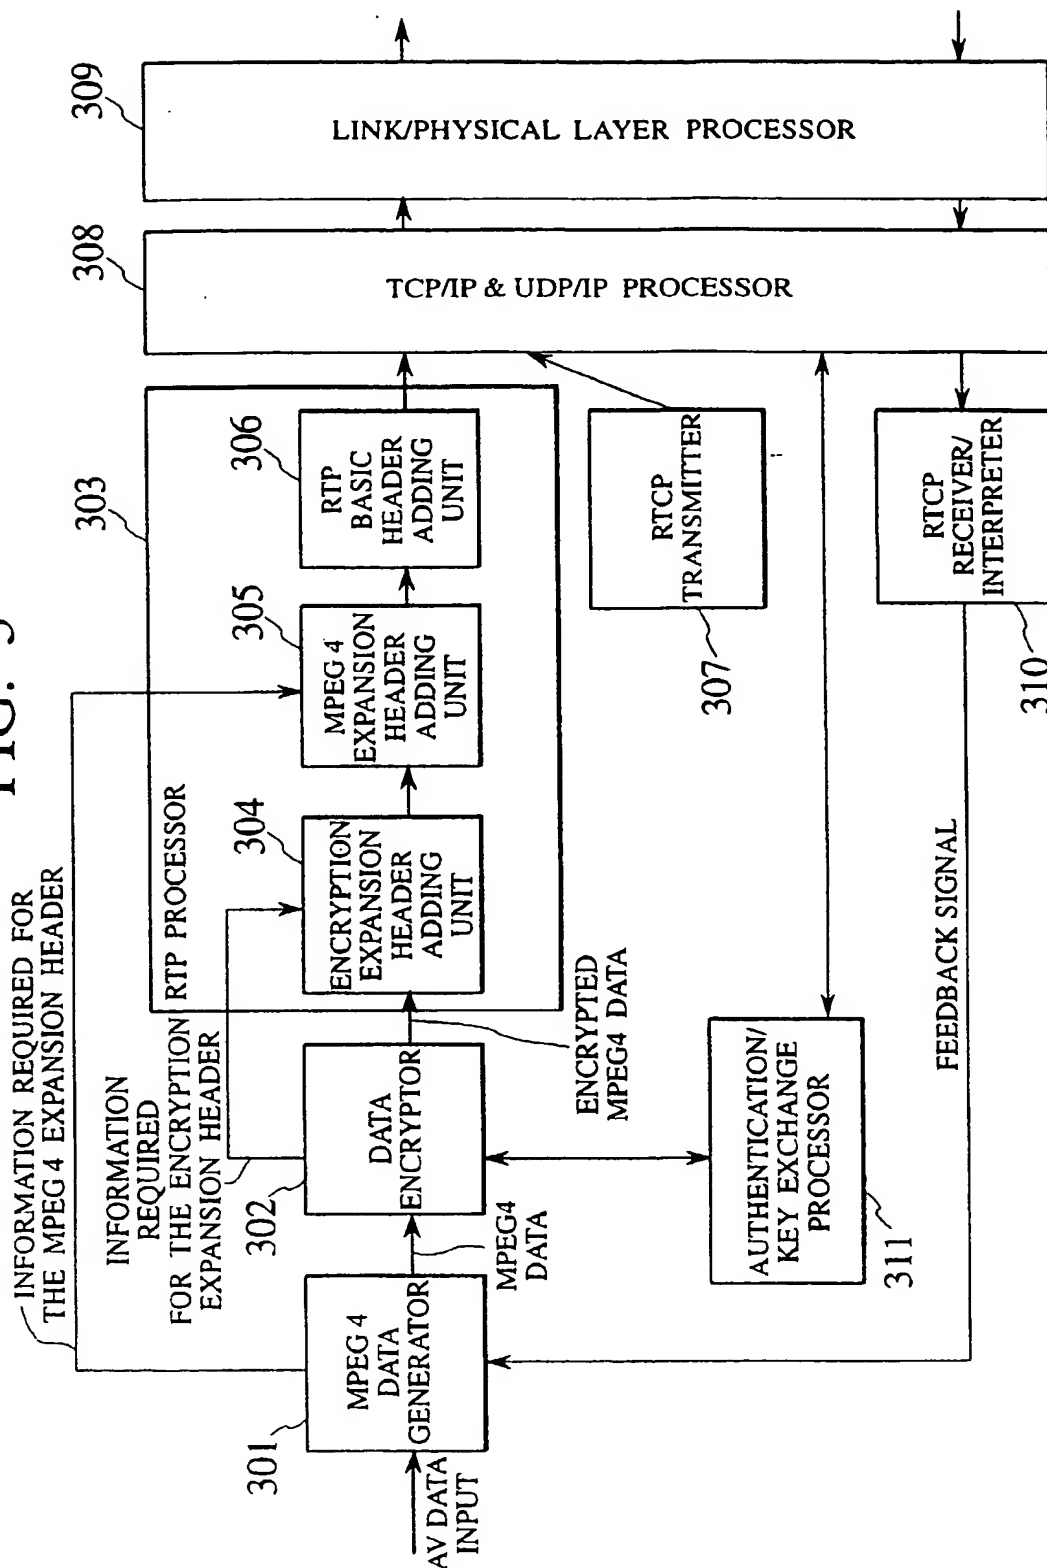 FIG. 3
INFORMATION REQUIRED FOR
THE MPEG 4 EXPANSION HEADER
INFORMATION
REQUIRED
FOR THE ENCRYPTION
EXPANSION HEADER
RTP PROCESSOR
303
301
MPEG 4
DATA
GENERATOR
AV DATA
INPUT
MPEG4
DATA
302
DATA
ENCRYPTOR
ENCRYPTED
MPEG4 DATA
304
ENCRYPTION
EXPANSION
HEADER
ADDING
UNIT
305
MPEG 4
EXPANSION
HEADER
ADDING
UNIT
306
RTP
BASIC
HEADER
ADDING
UNIT
308
TCP/IP & UDP/IP PROCESSOR
309
LINK/PHYSICAL LAYER PROCESSOR
RTCP
TRANSMITTER
307
AUTHENTICATION/
KEY EXCHANGE
PROCESSOR
311
RTCP
RECEIVER/
INTERPRETER
310
FEEDBACK SIGNAL